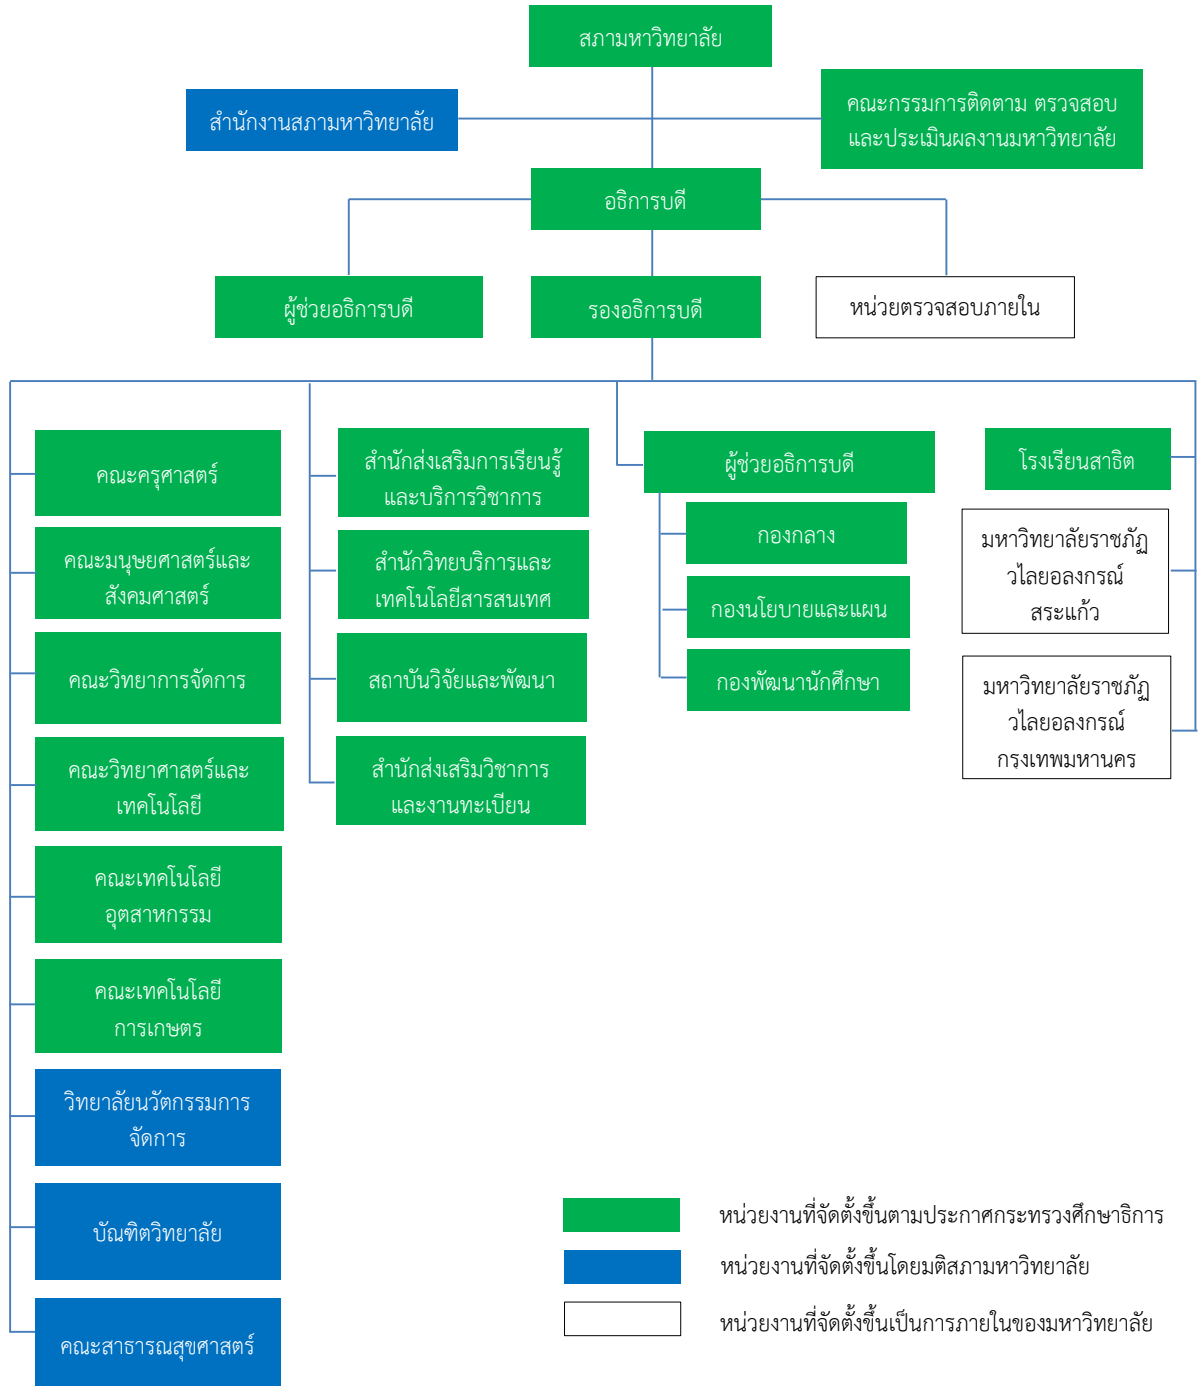 สภามหาวิทยาลัย
สำนักงานสภามหาวิทยาลัย
คณะกรรมการติดตาม ตรวจสอบ
และประเมินผลงานมหาวิทยาลัย
อธิการบดี
ผู้ช่วยอธิการบดี
รองอธิการบดี
หน่วยตรวจสอบภายใน
คณะครุศาสตร์
คณะมนุษยศาสตร์และ
สังคมศาสตร์
คณะวิทยาการจัดการ
คณะวิทยาศาสตร์และ
เทคโนโลยี
คณะเทคโนโลยี
อุตสาหกรรม
คณะเทคโนโลยี
การเกษตร
วิทยาลัยนวัตกรรมการ
จัดการ
บัณฑิตวิทยาลัย
คณะสาธารณสุขศาสตร์
สำนักส่งเสริมการเรียนรู้
และบริการวิชาการ
สำนักวิทยบริการและ
เทคโนโลยีสารสนเทศ
สถาบันวิจัยและพัฒนา
สำนักส่งเสริมวิชาการ
และงานทะเบียน
ผู้ช่วยอธิการบดี
กองกลาง
กองนโยบายและแผน
กองพัฒนานักศึกษา
โรงเรียนสาธิต
มหาวิทยาลัยราชภัฏ
วไลยอลงกรณ์
สระแก้ว
มหาวิทยาลัยราชภัฏ
วไลยอลงกรณ์
กรุงเทพมหานคร
หน่วยงานที่จัดตั้งขึ้นตามประกาศกระทรวงศึกษาธิการ
หน่วยงานที่จัดตั้งขึ้นโดยมติสภามหาวิทยาลัย
หน่วยงานที่จัดตั้งขึ้นเป็นการภายในของมหาวิทยาลัย